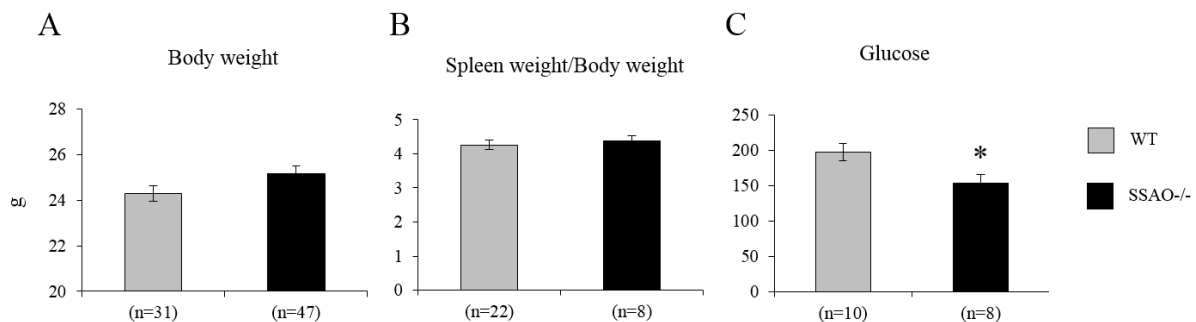 A
Body weight
28
26
24
22
20
g
(n=31)
(n=47)
B
Spleen weight/Body weight
5
4
3
2
1
0
(n=22)
(n=8)
C
Glucose
250
200
150
100
50
0
*
(n=10)
(n=8)
WT
SSAO-/-